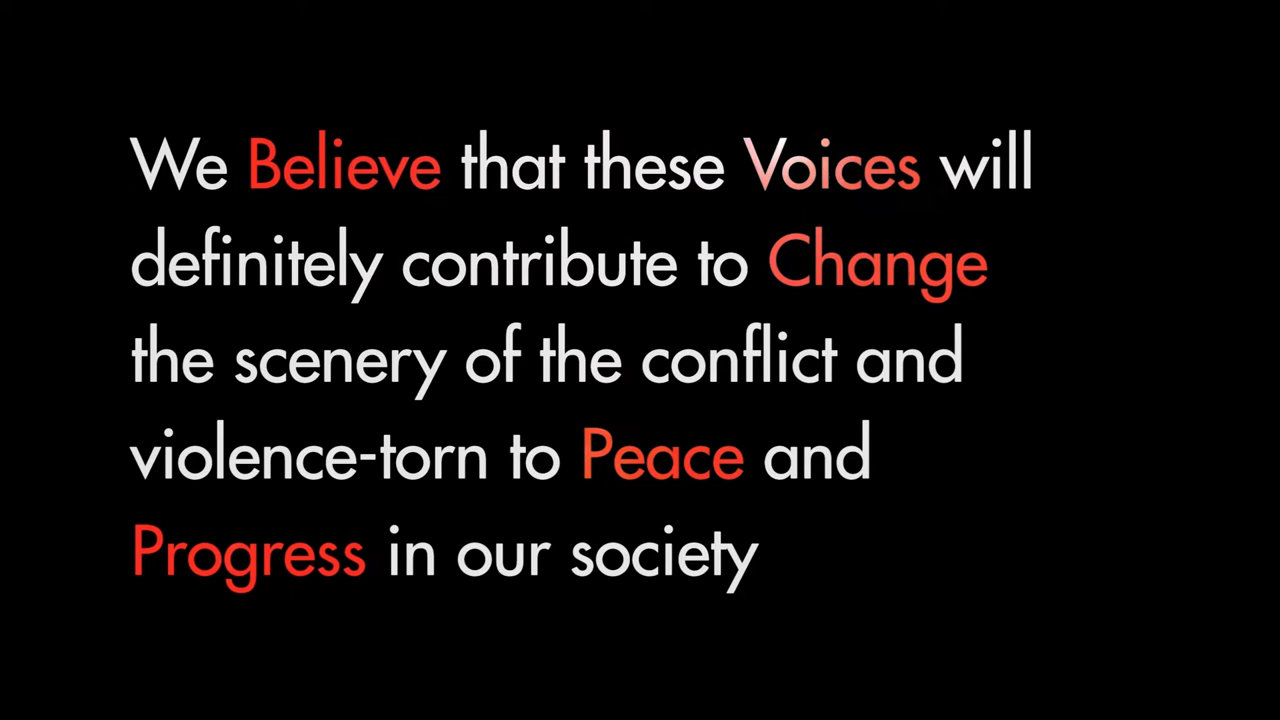 We Believe that these Voices will
definitely contribute to Change
the scenery of the conflict and
violence-torn to Peace and
Progress in our society